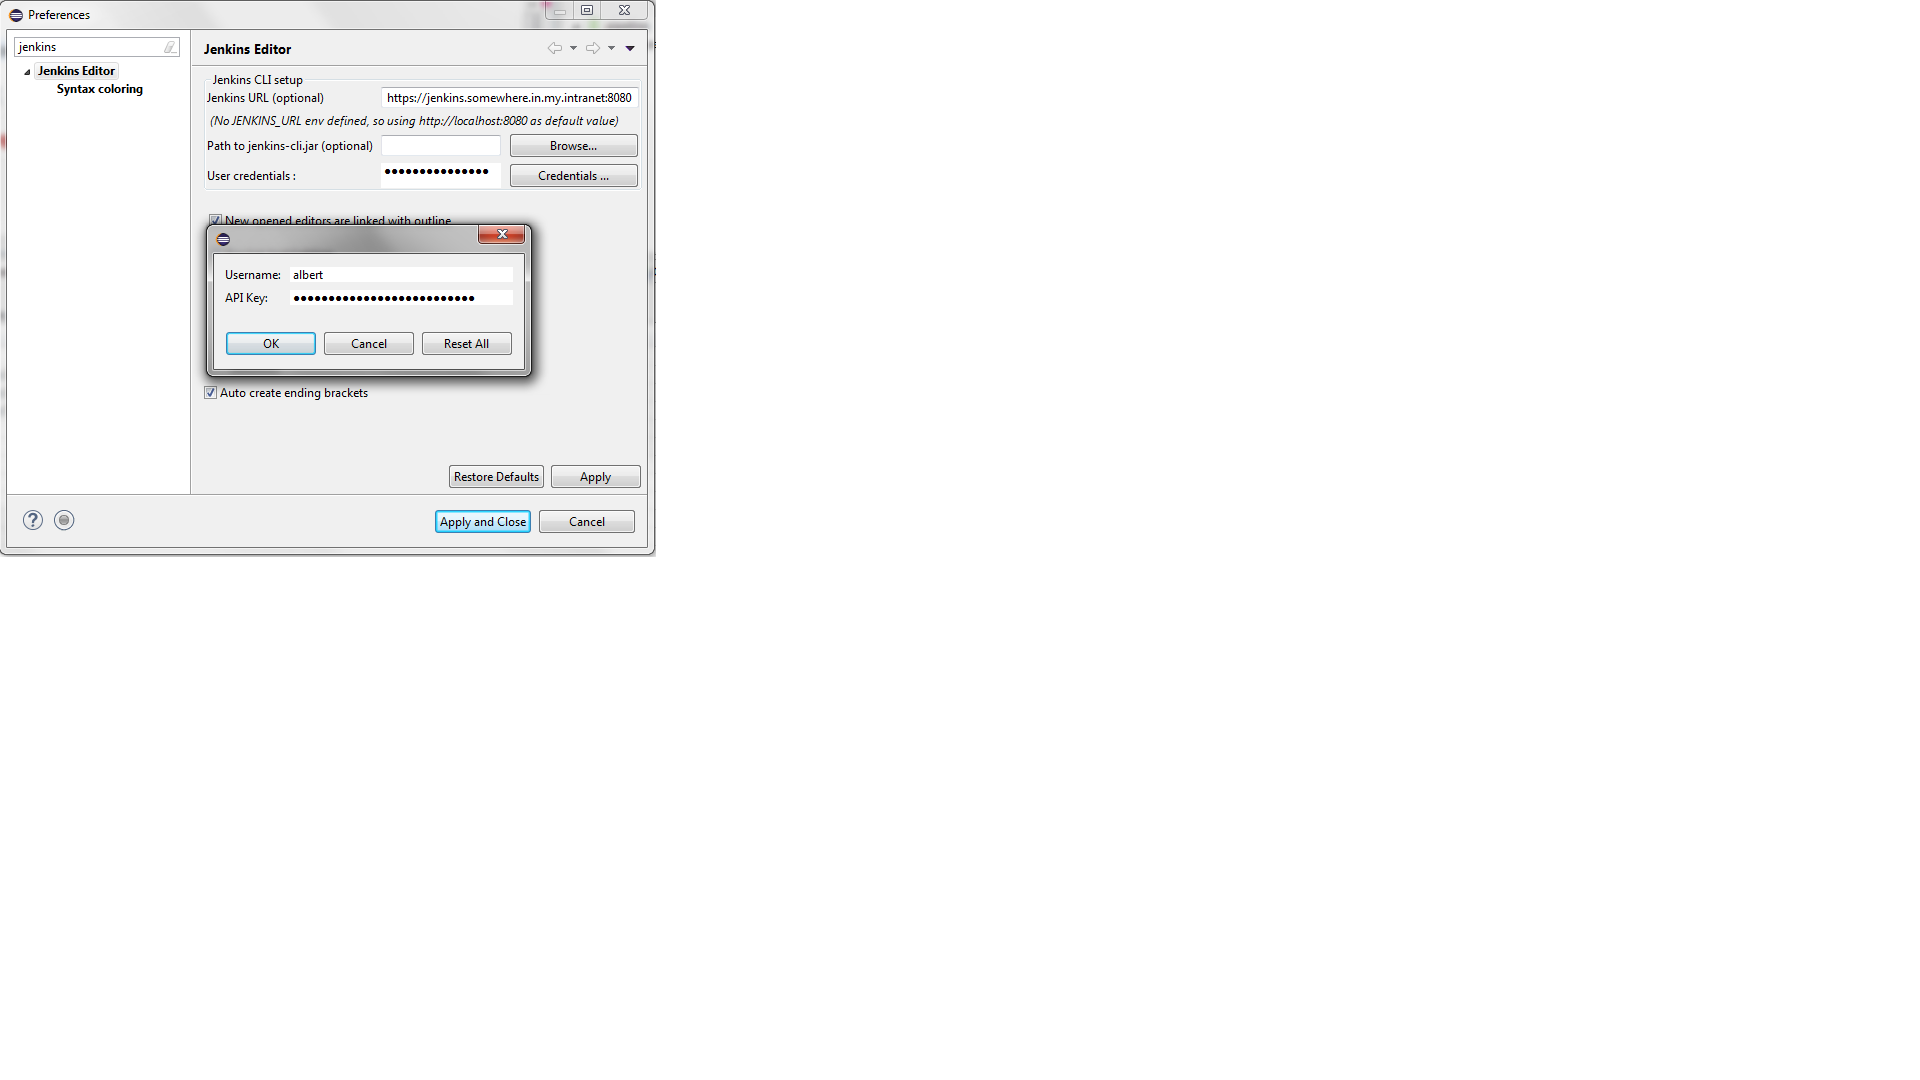 Preferences
jenkins
Jenkins Editor
Syntax coloring
Jenkins Editor
Jenkins CLI setup
Jenkins URL (optional) https://jenkins.somewhere.in.my.intranet:8080
(No JENKINS_URL env defined, so using http://localhost:8080 as default value)
Path to jenkins-cli.jar (optional) Browse...
User credentials : ●●●●●●●●●●●●●●● Credentials ...
New opened editors are linked with outline
Username: albert
API Key: ●●●●●●●●●●●●●●●●●●●●●●●●●●
OK Cancel Reset All
Auto create ending brackets
Restore Defaults Apply
Apply and Close Cancel